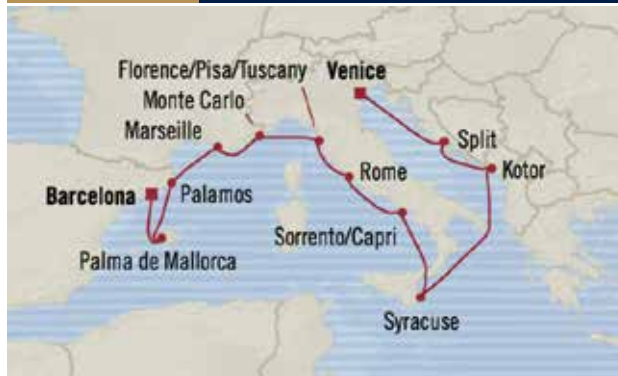 Florence/Pisa/Tuscany
Venice
Monte Carlo
Marseille
Split
Rome
Kotor
Barcelona
Palamos
Sorrento/Capri
Palma de Mallorca
Syracuse